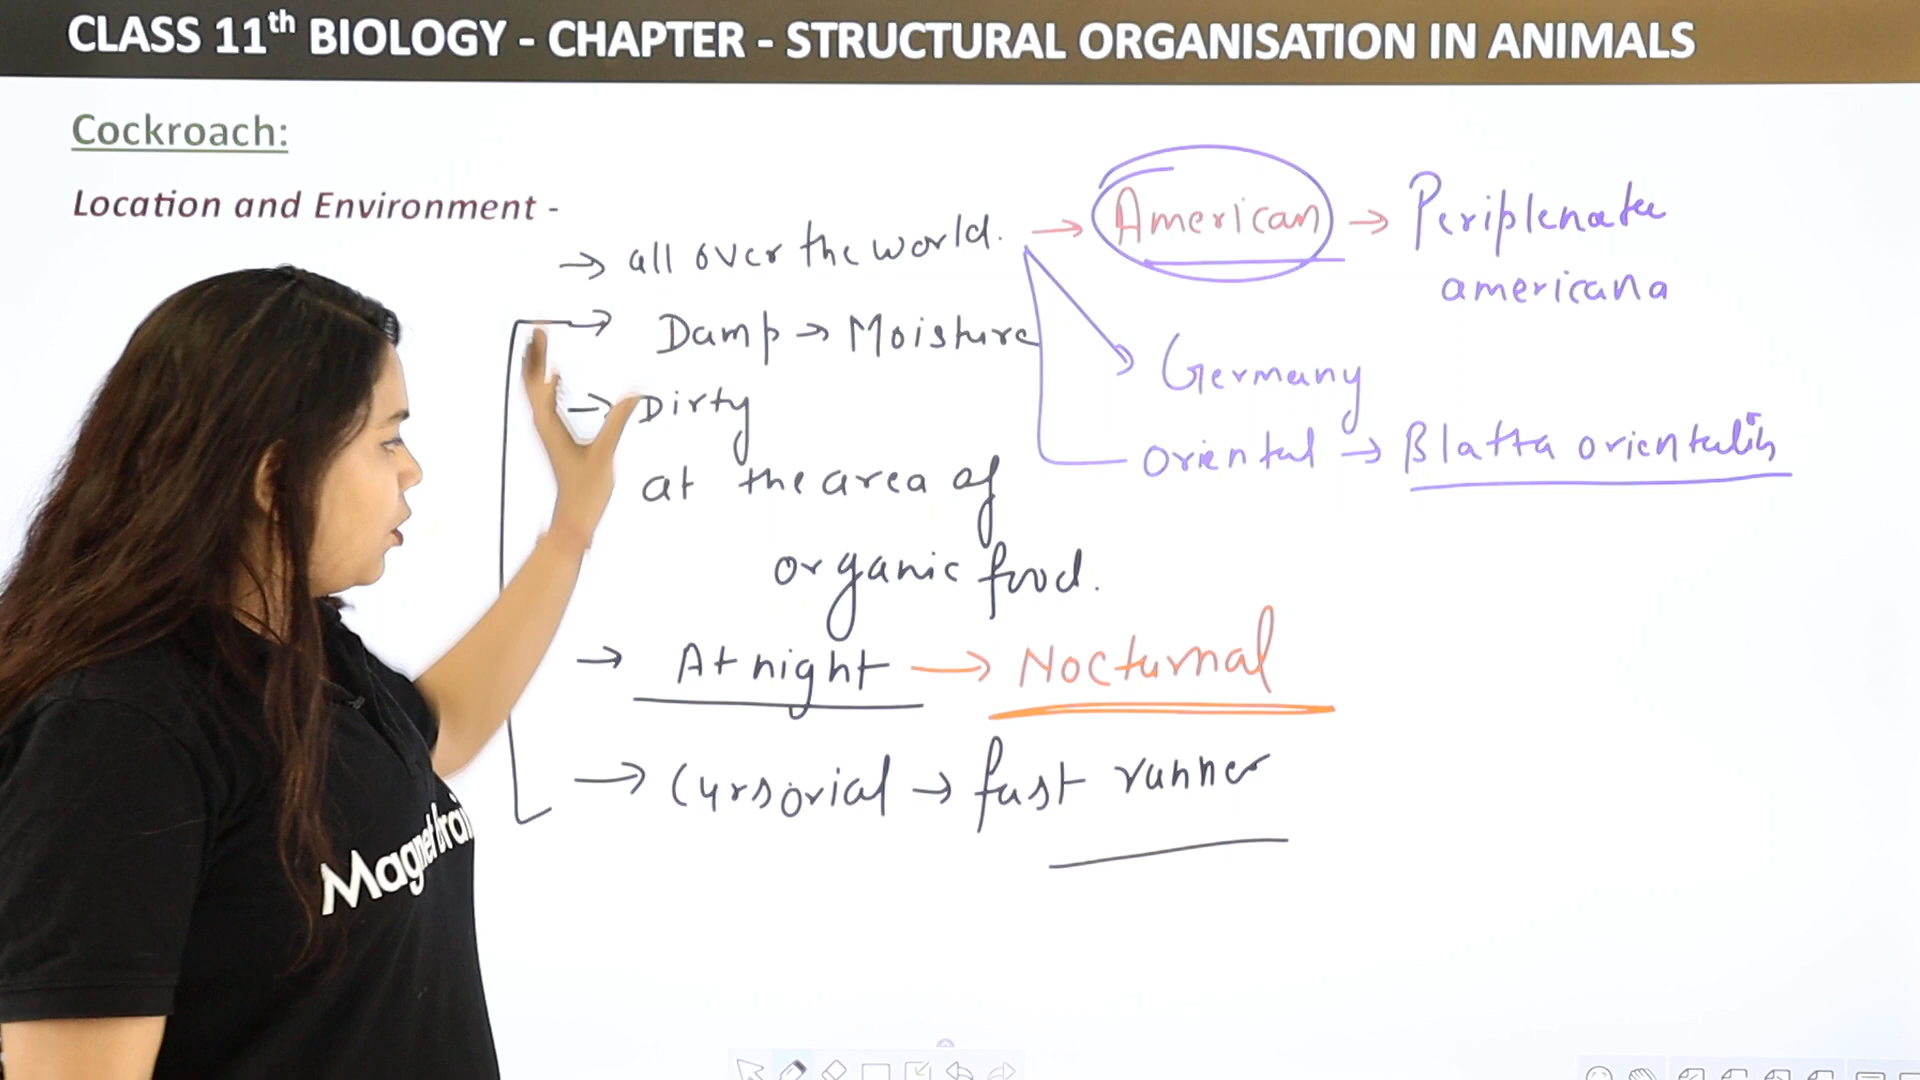 CLASS 11th BIOLOGY - CHAPTER - STRUCTURAL ORGANISATION IN ANIMALS
Cockroach:
Location and Environment -
→ all over the world. → American → Periplenata
americana
→ Damp → Moisture
Germany
→ Dirty
Oriental → Blatta orientalis
at the area of
organic food.
→ At night → Nocturnal
→ Cursorial → fast runner
Magnet Brai